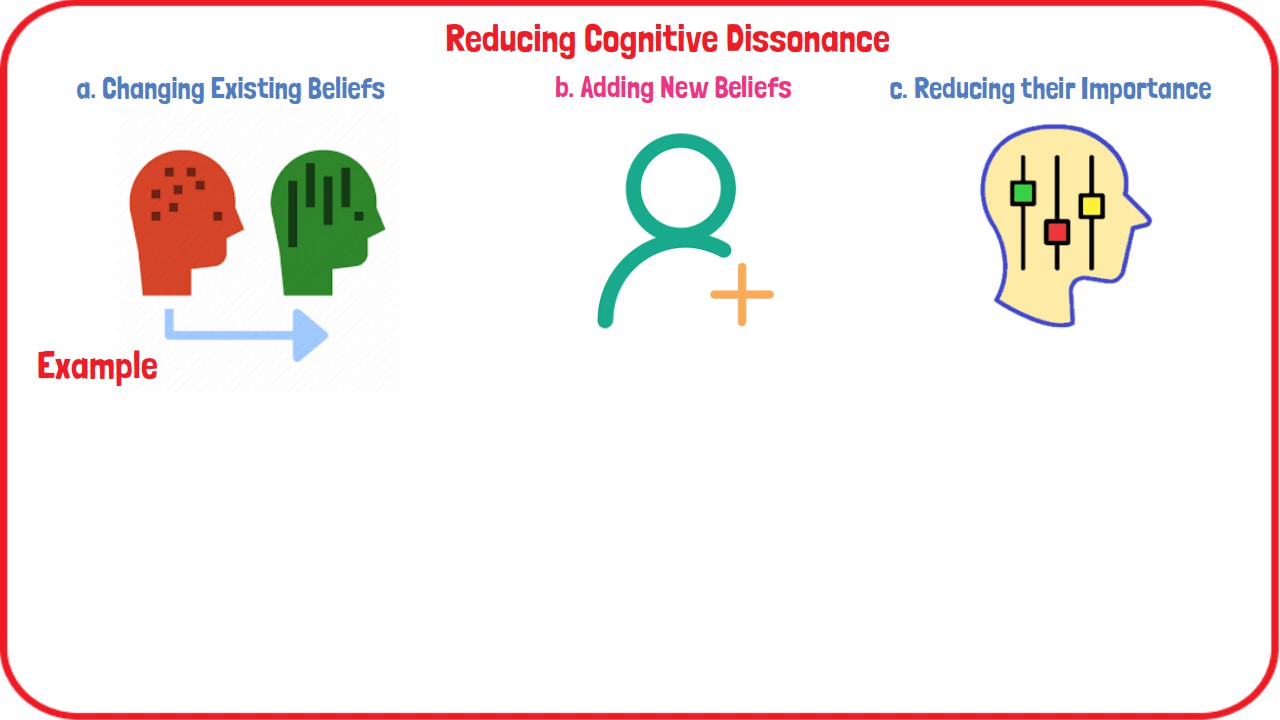 Reducing Cognitive Dissonance
a. Changing Existing Beliefs
b. Adding New Beliefs
c. Reducing their Importance
Example